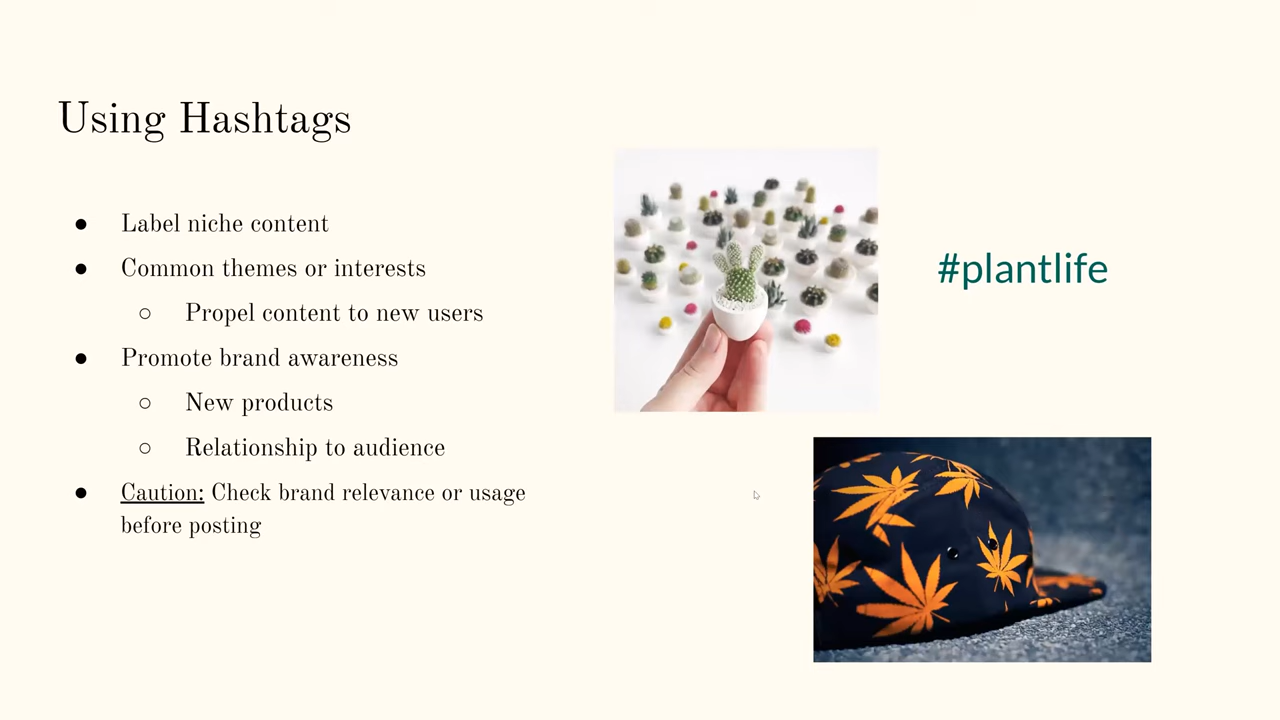 Using Hashtags
● Label niche content
● Common themes or interests
○ Propel content to new users
● Promote brand awareness
○ New products
○ Relationship to audience
● Caution: Check brand relevance or usage
before posting
#plantlife